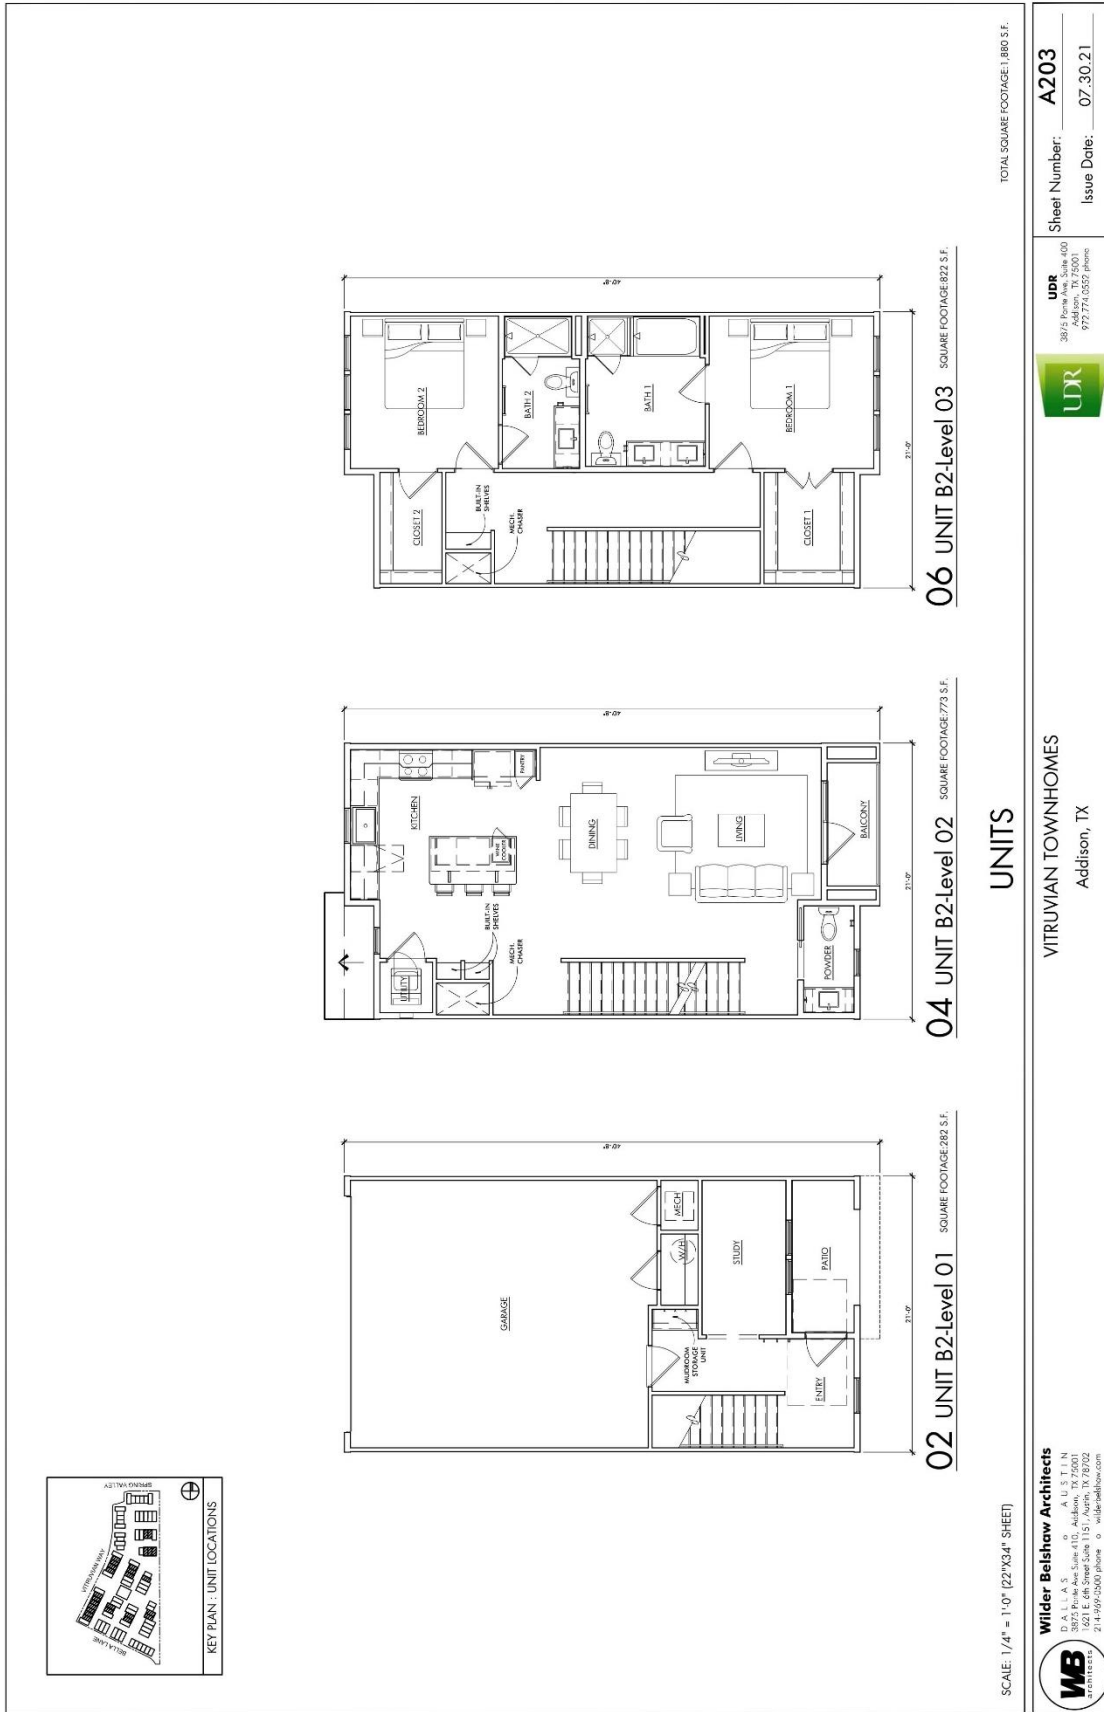 SPRING VALLEY
VITRUVIAN WAY
BELLA LANE
KEY PLAN : UNIT LOCATIONS
40'-8"
GARAGE
MECH
W/H
STUDY
MUDROOM
STORAGE
UNIT
PATIO
ENTRY
21'-0"
02 UNIT B2-Level 01 SQUARE FOOTAGE:282 S.F.
40'-8"
KITCHEN
PANTRY
WINE
COOLER
UTILITY
BUILT-IN
SHELVES
MECH.
CHASER
DINING
LIVING
POWDER
BALCONY
21'-0"
04 UNIT B2-Level 02 SQUARE FOOTAGE:773 S.F.
40'-8"
BEDROOM 2
CLOSET 2
BUILT-IN
SHELVES
MECH.
CHASER
BATH 2
BATH 1
BEDROOM 1
CLOSET 1
21'-0"
06 UNIT B2-Level 03 SQUARE FOOTAGE:822 S.F.
SCALE: 1/4" = 1'-0" (22"X34" SHEET)
UNITS
TOTAL SQUARE FOOTAGE:1,880 S.F.
WB
architects
Wilder Belshaw Architects
DALLAS o AUSTIN
3875 Ponte Ave Suite 410, Addison, TX 75001
1621 E. 6th Street Suite 1151, Austin, TX 78702
214-969-0500 phone o wilderbelshaw.com
VITRUVIAN TOWNHOMES
Addison, TX
UDR
UDR
3875 Ponte Ave, Suite 400
Addison, TX 75001
972.774.0552 phone
Sheet Number: A203
Issue Date: 07.30.21